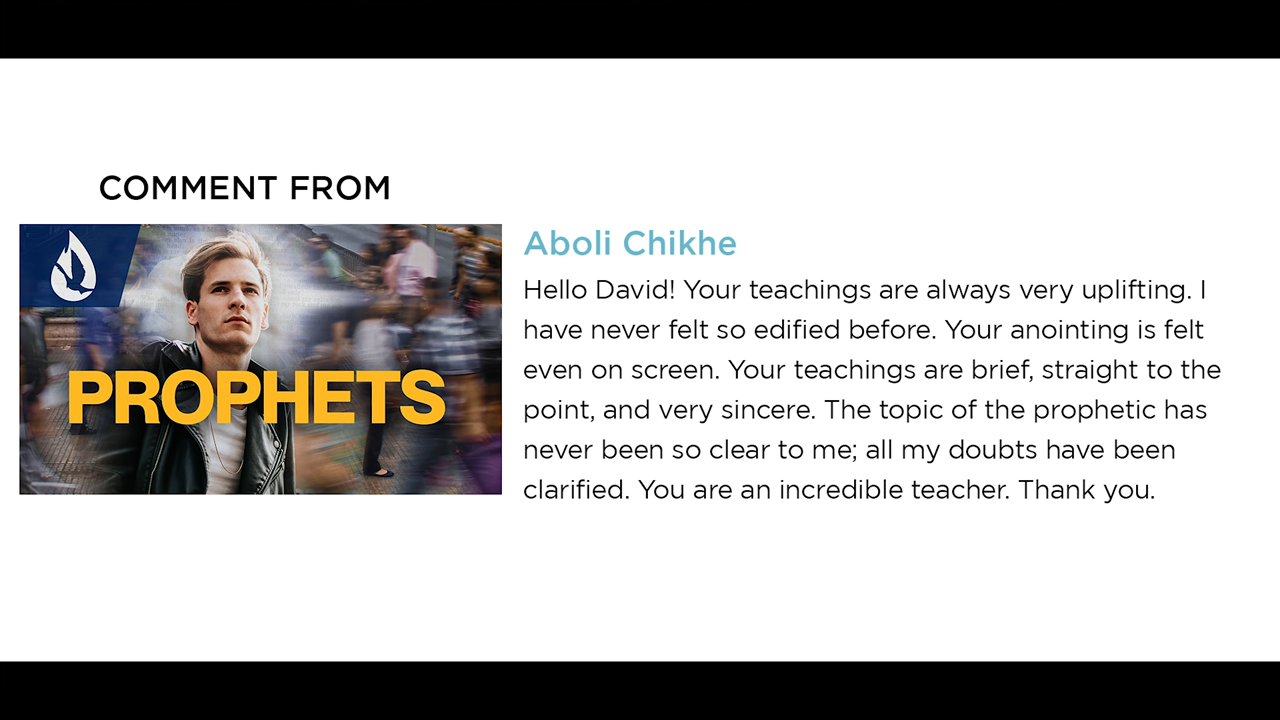 COMMENT FROM
PROPHETS
Aboli Chikhe
Hello David! Your teachings are always very uplifting. I
have never felt so edified before. Your anointing is felt
even on screen. Your teachings are brief, straight to the
point, and very sincere. The topic of the prophetic has
never been so clear to me; all my doubts have been
clarified. You are an incredible teacher. Thank you.